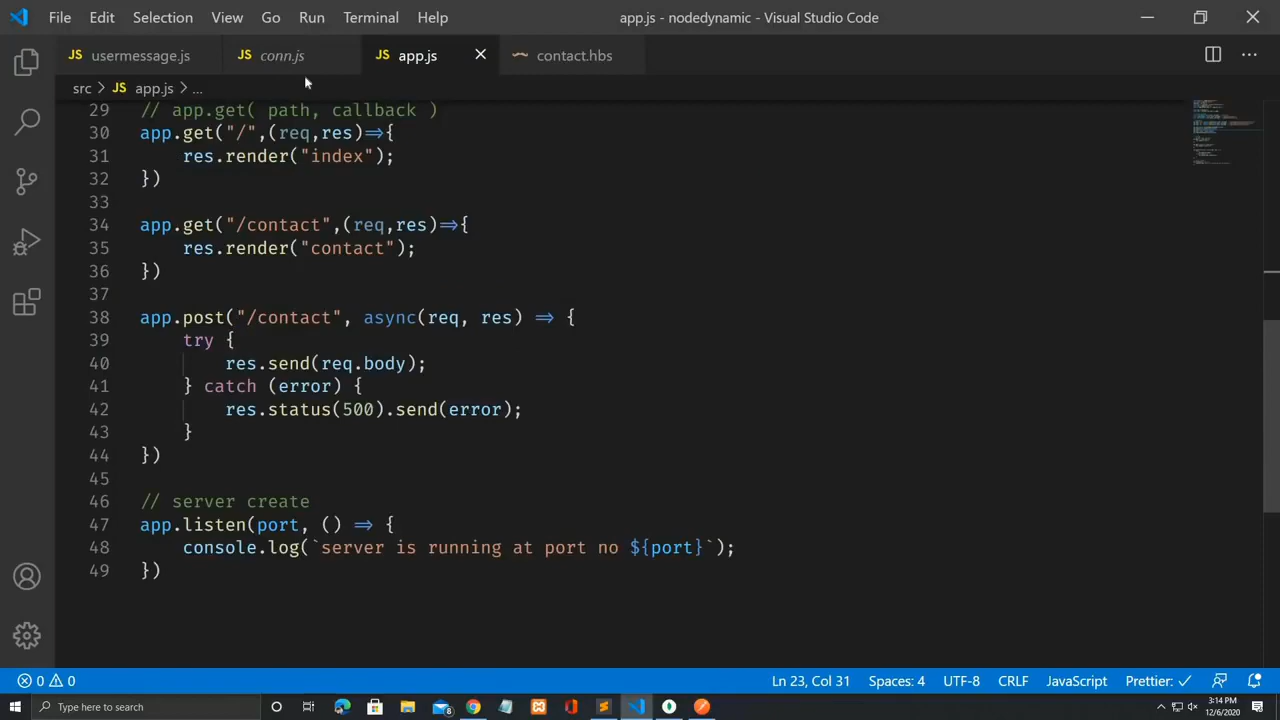 File Edit Selection View Go Run Terminal Help app.js - nodedynamic - Visual Studio Code
JS usermessage.js JS conn.js JS app.js contact.hbs
src > JS app.js > ...
29 // app.get( path, callback )
30 app.get("/",(req,res)=>{
31 res.render("index");
32 })
33
34 app.get("/contact",(req,res)=>{
35 res.render("contact");
36 })
37
38 app.post("/contact", async(req, res) => {
39 try {
40 res.send(req.body);
41 } catch (error) {
42 res.status(500).send(error);
43 }
44 })
45
46 // server create
47 app.listen(port, () => {
48 console.log(`server is running at port no ${port}`);
49 })
0 0 Ln 23, Col 31 Spaces: 4 UTF-8 CRLF JavaScript Prettier: ✓
Type here to search 6 3:14 PM
12/6/2020